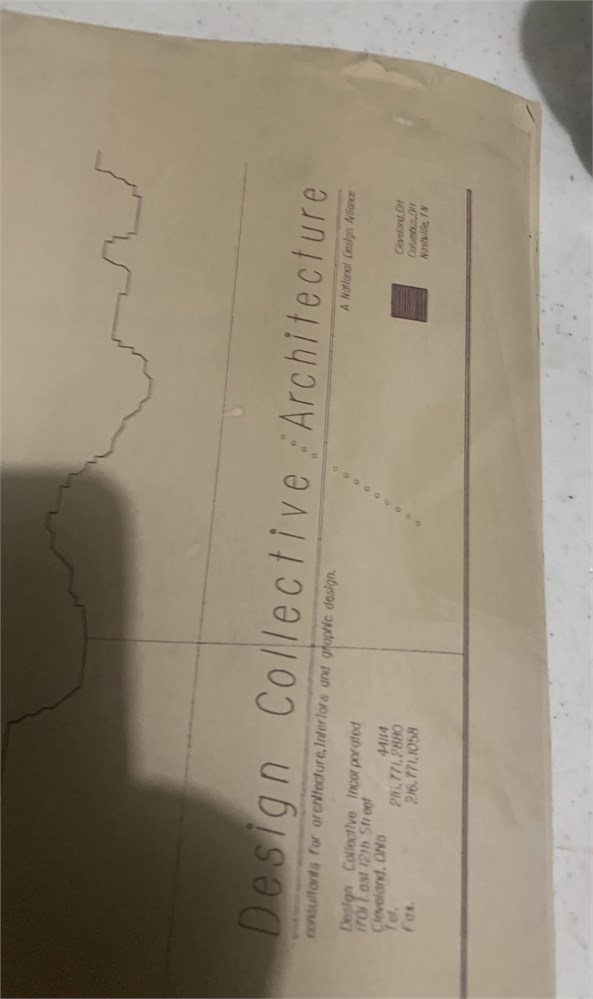 Design Collective Architecture
consultants for architecture, interiors and graphic design.
A National Design Alliance
Design Collective Incorporated
1701 East 12th Street
Cleveland, Ohio 44114
Tel. 216.771.2880
Fax. 216.771.1058
Cleveland, OH
Columbus, OH
Nashville, TN